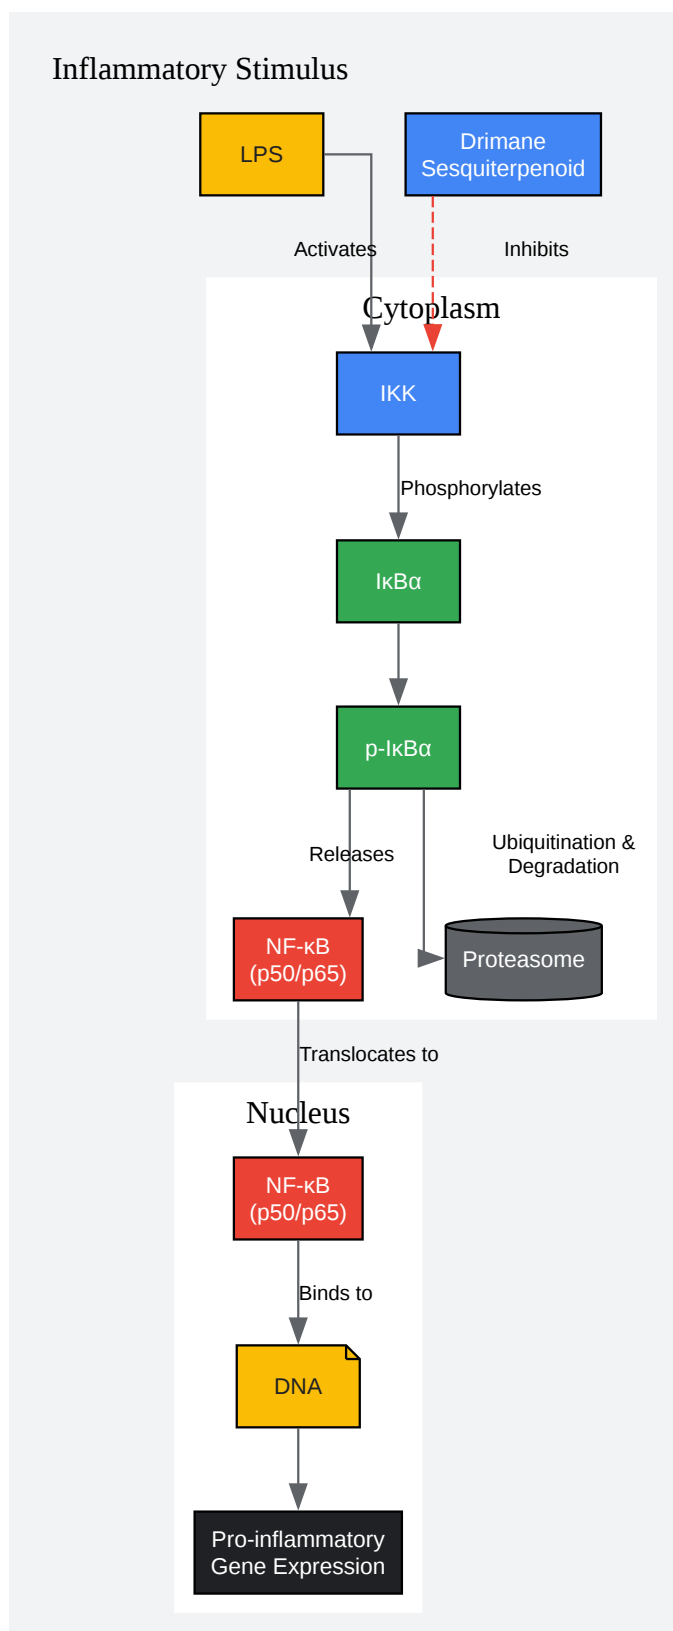 Inflammatory Stimulus
LPS
Drimane
Sesquiterpenoid
Activates
Inhibits
Cytoplasm
IKK
Phosphorylates
IκBα
p-IκBα
Releases
Ubiquitination &
Degradation
NF-κB
(p50/p65)
Proteasome
Translocates to
Nucleus
NF-κB
(p50/p65)
Binds to
DNA
Pro-inflammatory
Gene Expression